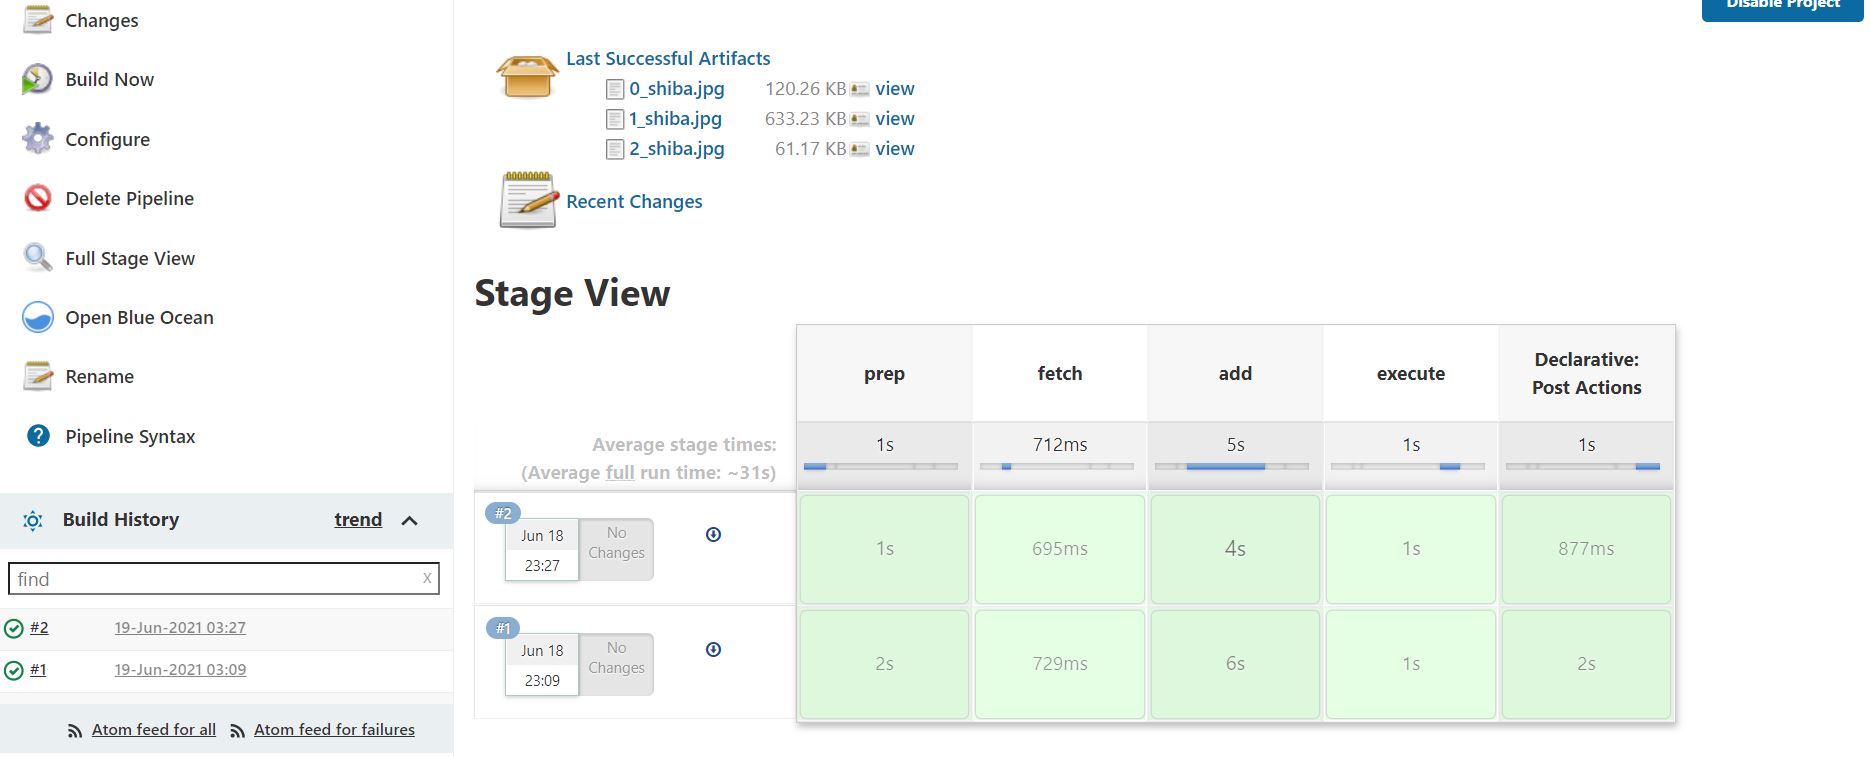 Changes
Build Now
Configure
Delete Pipeline
Full Stage View
Open Blue Ocean
Rename
Pipeline Syntax
Build History trend
find x
#2 19-Jun-2021 03:27
#1 19-Jun-2021 03:09
Atom feed for all Atom feed for failures
Disable Project
Last Successful Artifacts
0_shiba.jpg 120.26 KB view
1_shiba.jpg 633.23 KB view
2_shiba.jpg 61.17 KB view
Recent Changes
Stage View
prep fetch add execute Declarative:
Post Actions
Average stage times: 1s 712ms 5s 1s 1s
(Average full run time: ~31s)
#2
Jun 18 No
23:27 Changes
1s 695ms 4s 1s 877ms
#1
Jun 18 No
23:09 Changes
2s 729ms 6s 1s 2s